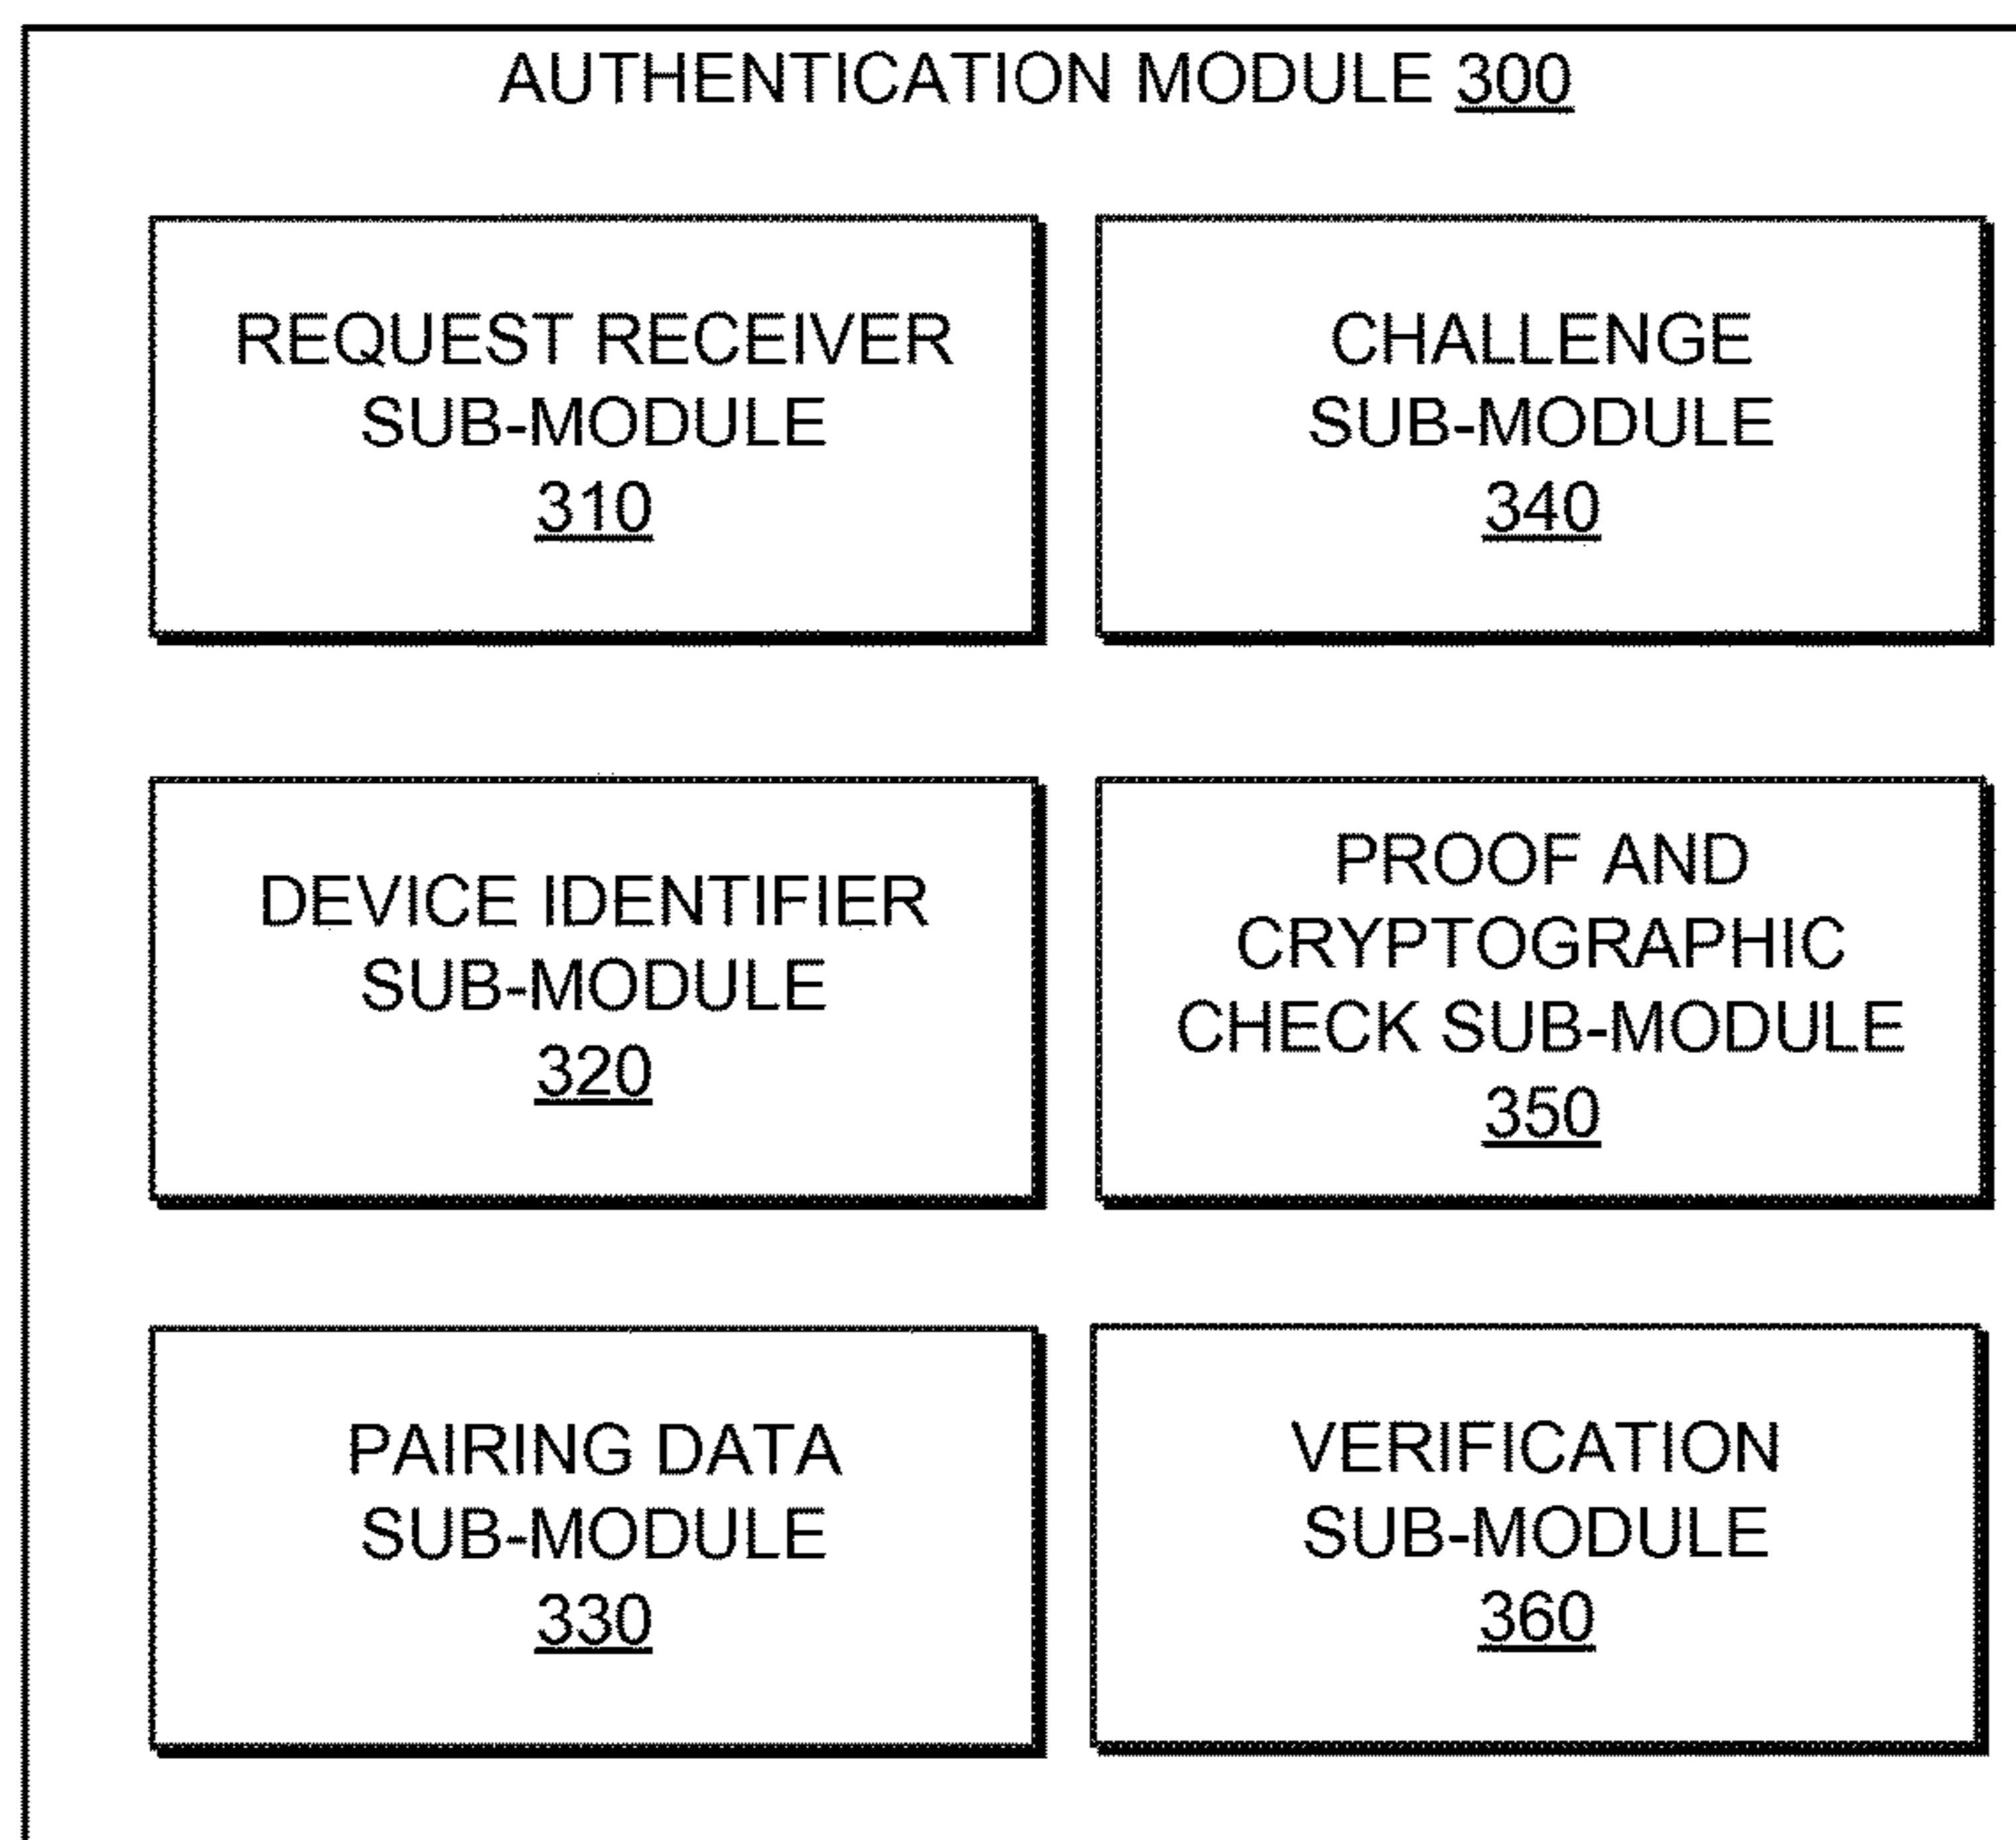 AUTHENTICATION MODULE 300
REQUEST RECEIVER
SUB-MODULE
310
CHALLENGE
SUB-MODULE
340
DEVICE IDENTIFIER
SUB-MODULE
320
PROOF AND
CRYPTOGRAPHIC
CHECK SUB-MODULE
350
PAIRING DATA
SUB-MODULE
330
VERIFICATION
SUB-MODULE
360